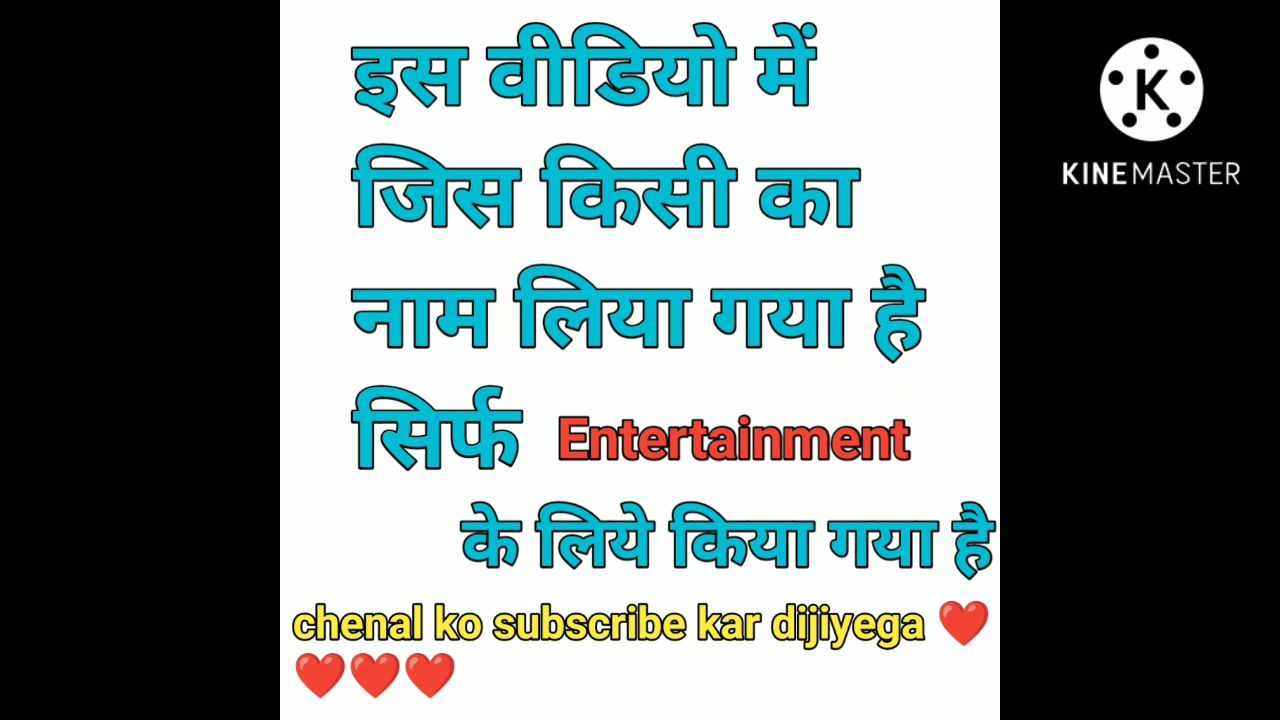 इस वीडियो में
जिस किसी का
नाम लिया गया है
सिर्फ Entertainment
के लिये किया गया है
chenal ko subscribe kar dijiyega ❤️
❤️❤️❤️
K
KINEMASTER